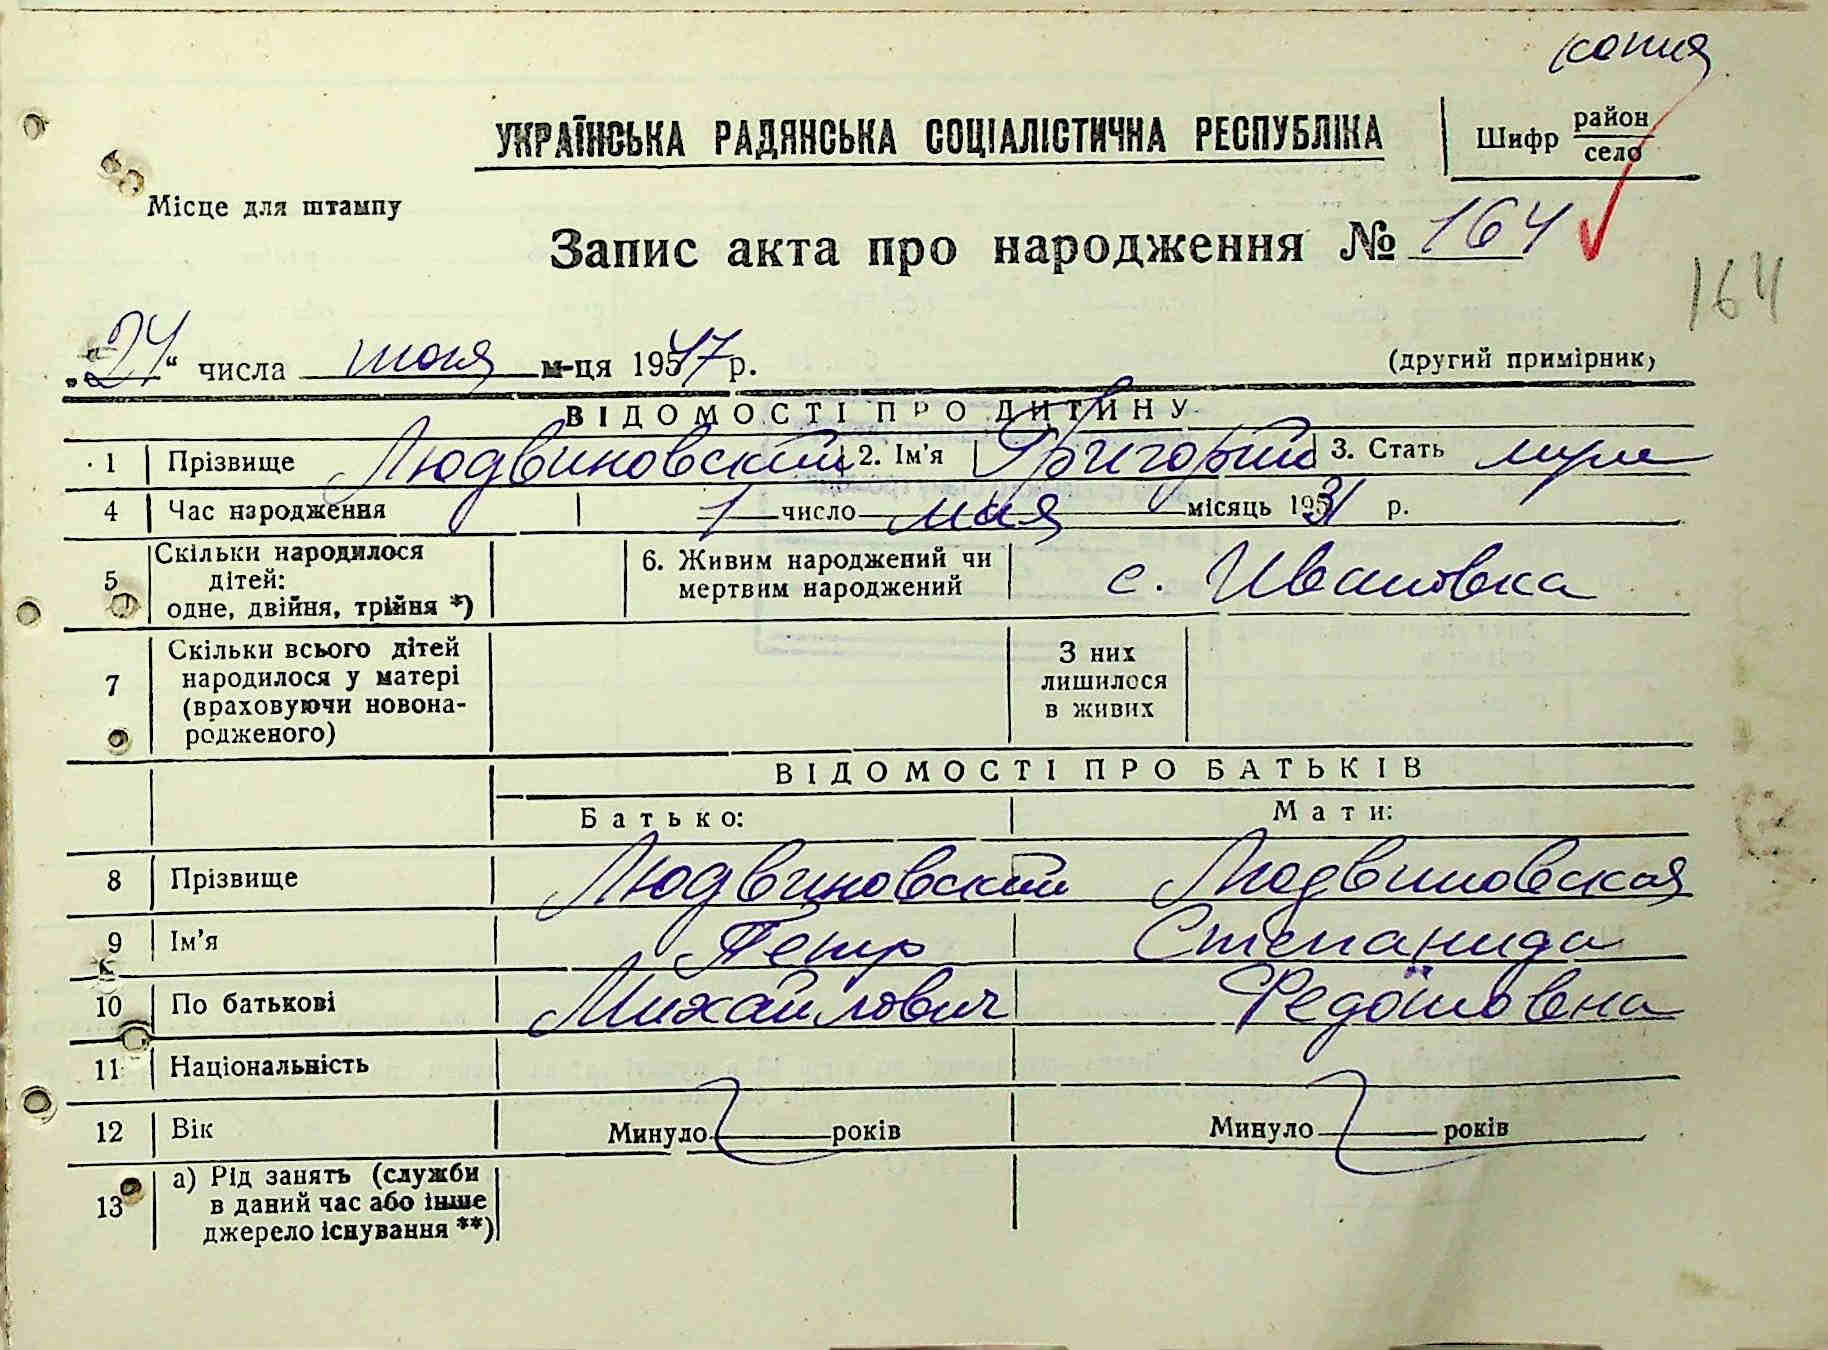 копия
УКРАЇНСЬКА РАДЯНСЬКА СОЦІАЛІСТИЧНА РЕСПУБЛІКА
Шифр район
село
Місце для штампу
Запис акта про народження № 164
164
„24“ числа июня м-ця 1947 р.
(другий примірник)
ВІДОМОСТІ ПРО ДИТИНУ
1 Прізвище Людвиновский 2. Ім'я Григорий 3. Стать муж
4 Час народження 1 число мая місяць 1931 р.
5 Скільки народилося дітей: одне, двійня, трійня *) 6. Живим народжений чи мертвим народжений с. Ивановка
7 Скільки всього дітей народилося у матері (враховуючи новонародженого) З них лишилося в живих
ВІДОМОСТІ ПРО БАТЬКІВ
Батько: Мати:
8 Прізвище Людвиновский Людвиновская
9 Ім'я Петр Степанида
10 По батькові Михайлович
11 Національність
12 Вік Минуло років Минуло років
13 а) Рід занять (служби в даний час або інше джерело існування **)